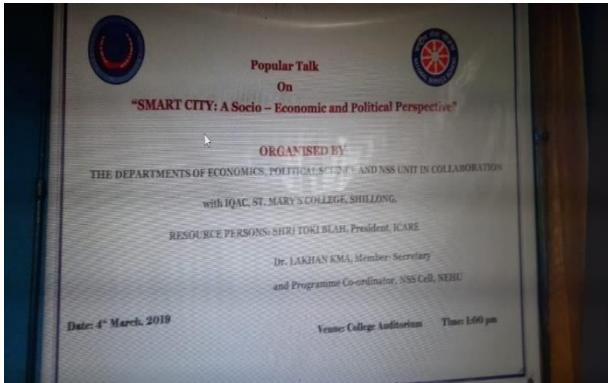 Popular Talk
On
"SMART CITY: A Socio – Economic and Political Perspective"
ORGANISED BY
THE DEPARTMENTS OF ECONOMICS, POLITICAL SCIENCE AND NSS UNIT IN COLLABORATION
with IQAC, ST. MARY'S COLLEGE, SHILLONG.
RESOURCE PERSONS: SHRI TOKI BLAH, President, ICARE
Dr. LAKHAN KMA, Member- Secretary
and Programme Co-ordinator, NSS Cell, NEHU
Date: 4th March, 2019
Venue: College Auditorium Time: 1:00 pm